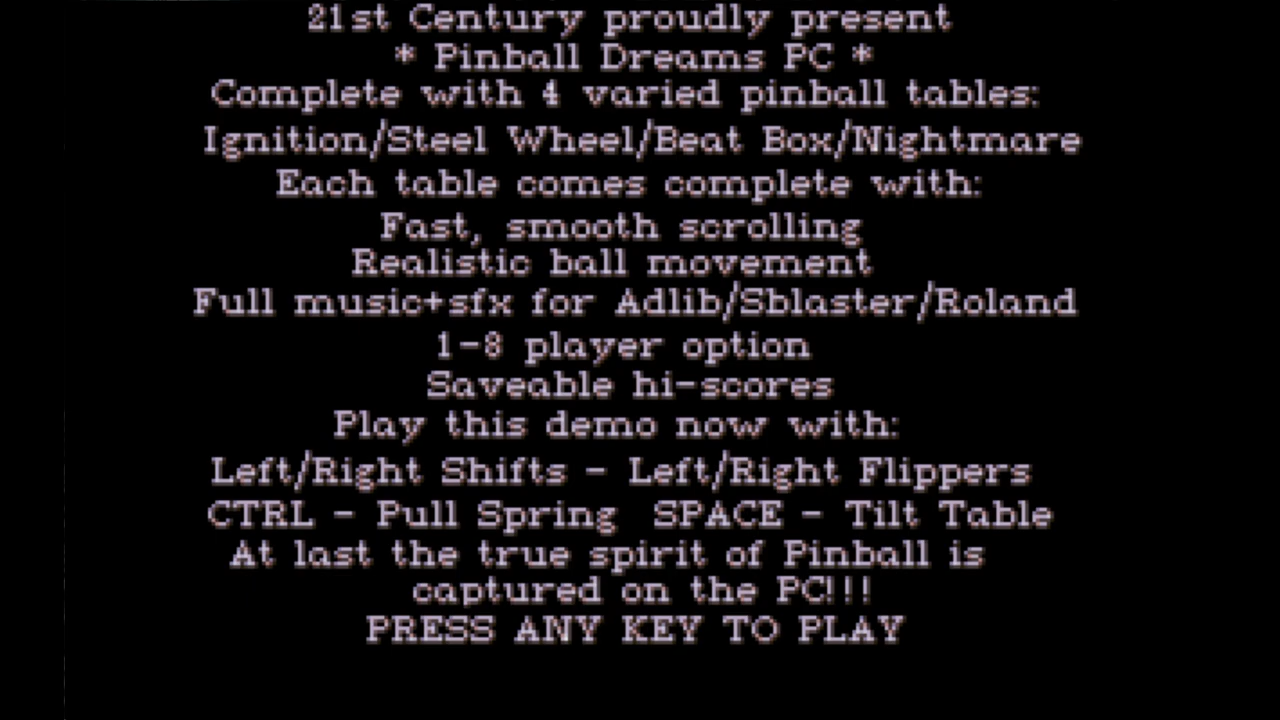 21st Century proudly present
* Pinball Dreams PC *
Complete with 4 varied pinball tables:
Ignition/Steel Wheel/Beat Box/Nightmare
Each table comes complete with:
Fast, smooth scrolling
Realistic ball movement
Full music+sfx for Adlib/Sblaster/Roland
1-8 player option
Saveable hi-scores
Play this demo now with:
Left/Right Shifts - Left/Right Flippers
CTRL - Pull Spring  SPACE - Tilt Table
At last the true spirit of Pinball is
captured on the PC!!!
PRESS ANY KEY TO PLAY